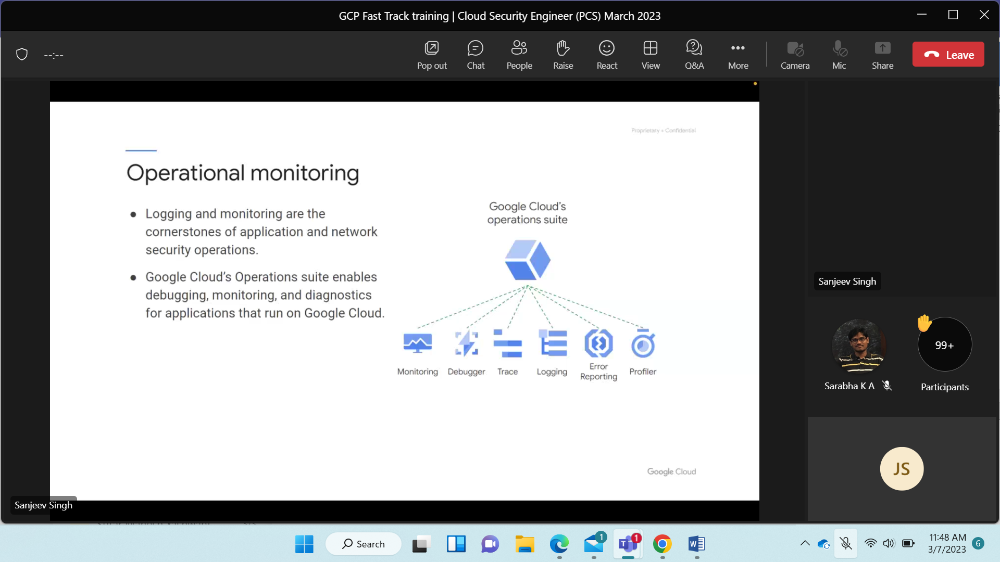 GCP Fast Track training | Cloud Security Engineer (PCS) March 2023
--:--
Pop out
Chat
People
Raise
React
View
Q&A
More
Camera
Mic
Share
Leave
Proprietary + Confidential
Operational monitoring
● Logging and monitoring are the
cornerstones of application and network
security operations.
● Google Cloud’s Operations suite enables
debugging, monitoring, and diagnostics
for applications that run on Google Cloud.
Google Cloud’s
operations suite
Monitoring
Debugger
Trace
Logging
Error
Reporting
Profiler
Google Cloud
Sanjeev Singh
Sanjeev Singh
Sarabha K A
99+
Participants
JS
Search
1
T
1
W
11:48 AM
3/7/2023
6